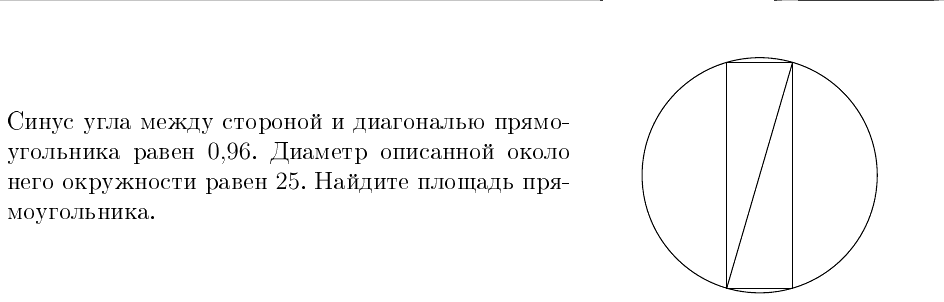 Синус угла между стороной и диагональю прямо-
угольника равен 0,96. Диаметр описанной около
него окружности равен 25. Найдите площадь пря-
моугольника.